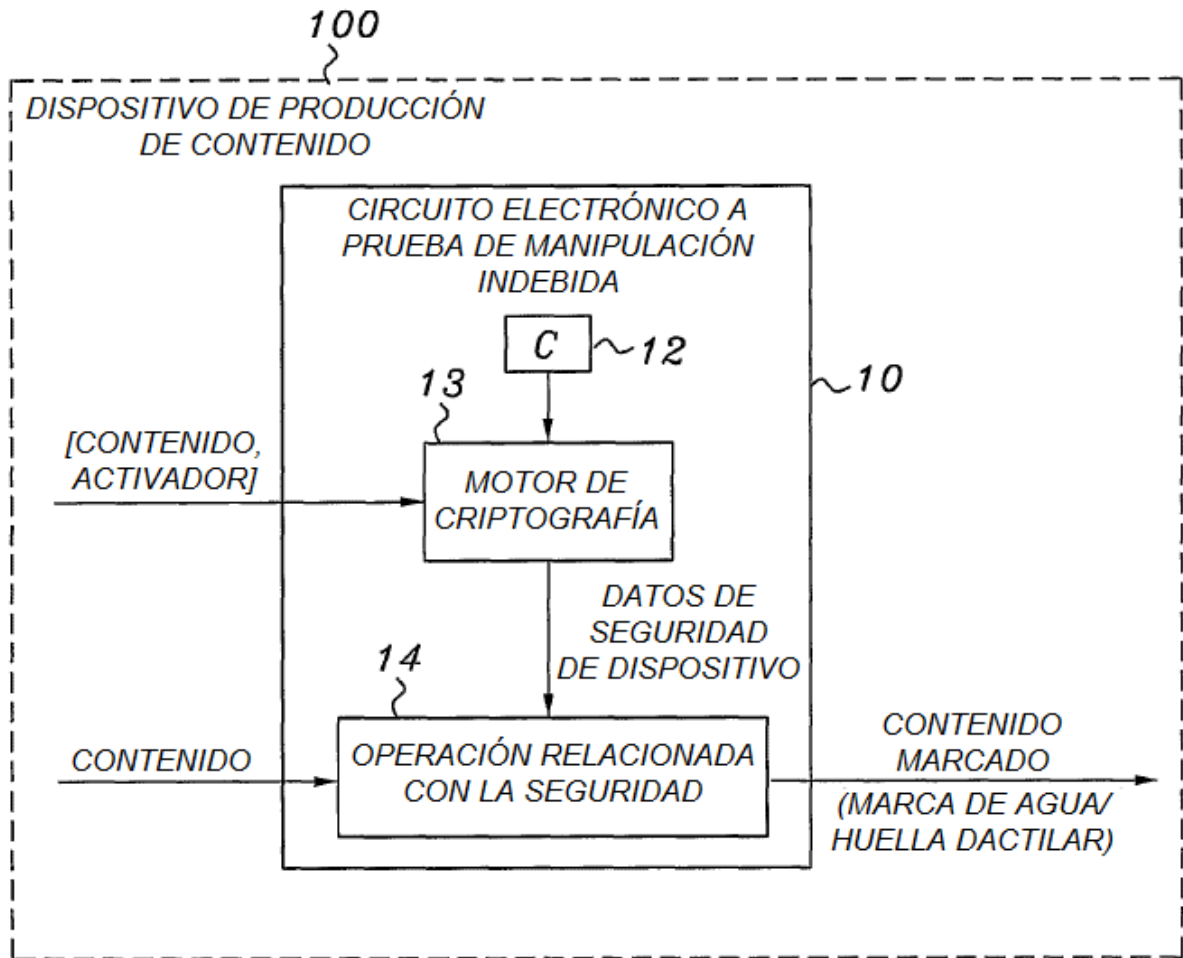 100
DISPOSITIVO DE PRODUCCIÓN
DE CONTENIDO
CIRCUITO ELECTRÓNICO A
PRUEBA DE MANIPULACIÓN
INDEBIDA
C
12
10
13
[CONTENIDO,
ACTIVADOR]
MOTOR DE
CRIPTOGRAFÍA
DATOS DE
SEGURIDAD
DE DISPOSITIVO
14
CONTENIDO
OPERACIÓN RELACIONADA
CON LA SEGURIDAD
CONTENIDO
MARCADO
(MARCA DE AGUA/
HUELLA DACTILAR)